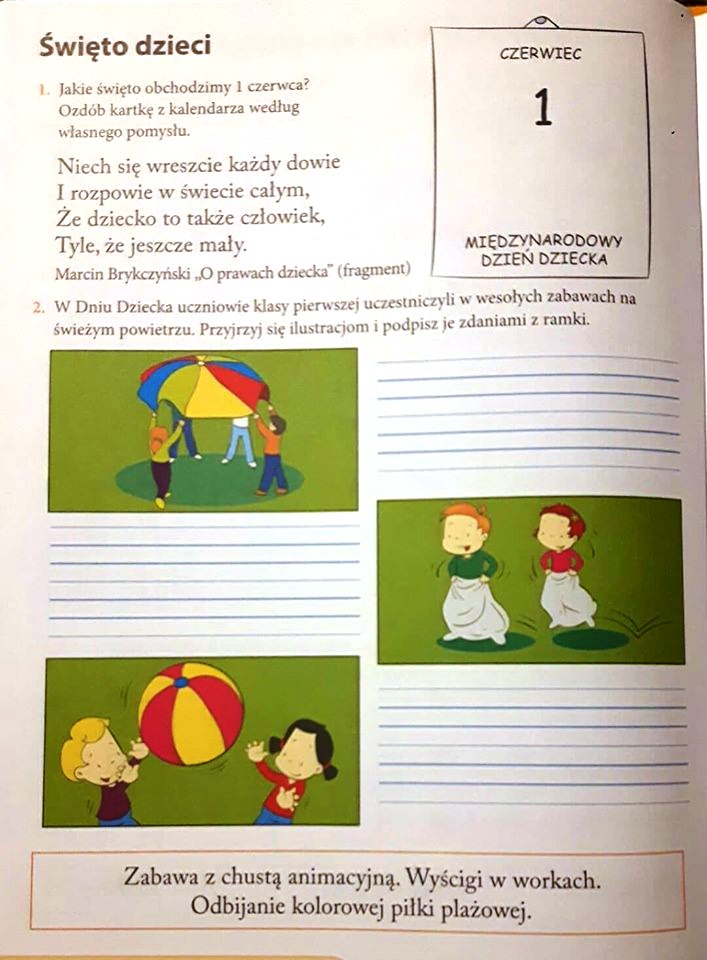 Święto dzieci
1. Jakie święto obchodzimy 1 czerwca?
Ozdób kartkę z kalendarza według
własnego pomysłu.
Niech się wreszcie każdy dowie
I rozpowie w świecie całym,
Że dziecko to także człowiek,
Tyle, że jeszcze mały.
Marcin Brykczyński „O prawach dziecka" (fragment)
CZERWIEC
1
MIĘDZYNARODOWY
DZIEŃ DZIECKA
2. W Dniu Dziecka uczniowie klasy pierwszej uczestniczyli w wesołych zabawach na
świeżym powietrzu. Przyjrzyj się ilustracjom i podpisz je zdaniami z ramki.
Zabawa z chustą animacyjną. Wyścigi w workach.
Odbijanie kolorowej piłki plażowej.